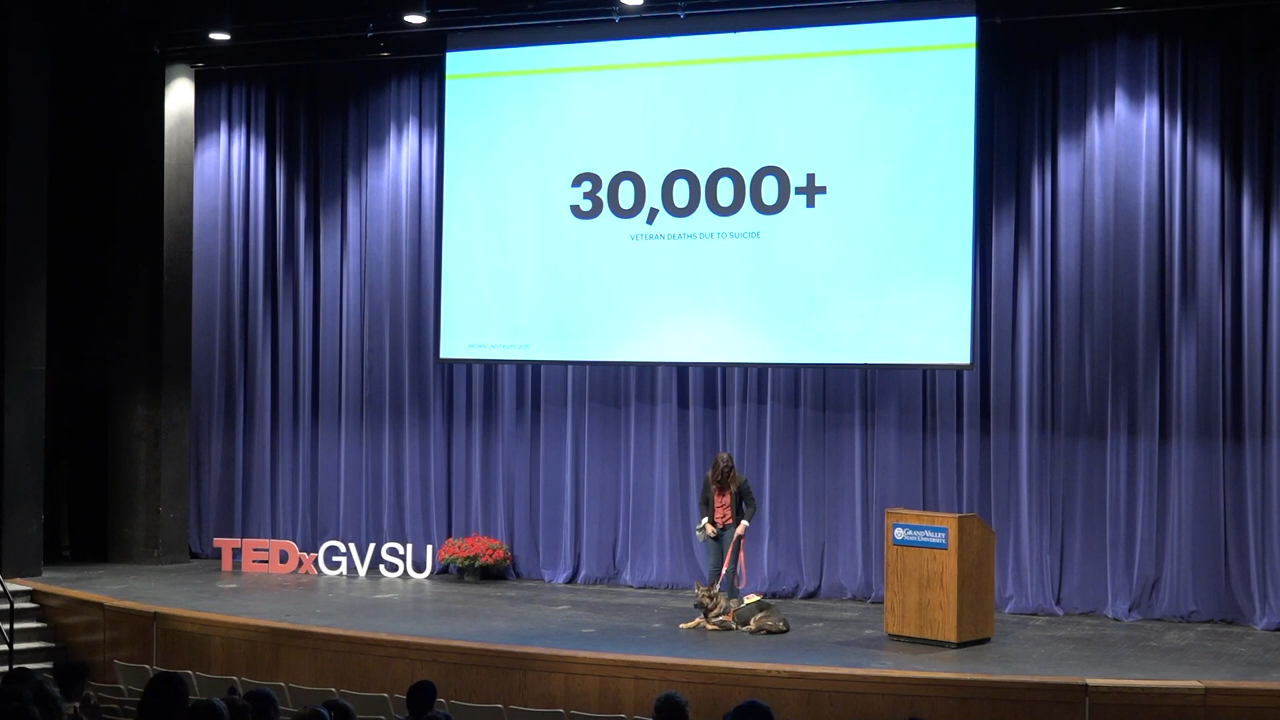 30,000+
VETERAN DEATHS DUE TO SUICIDE
TEDxGVSU
GRAND VALLEY
STATE UNIVERSITY